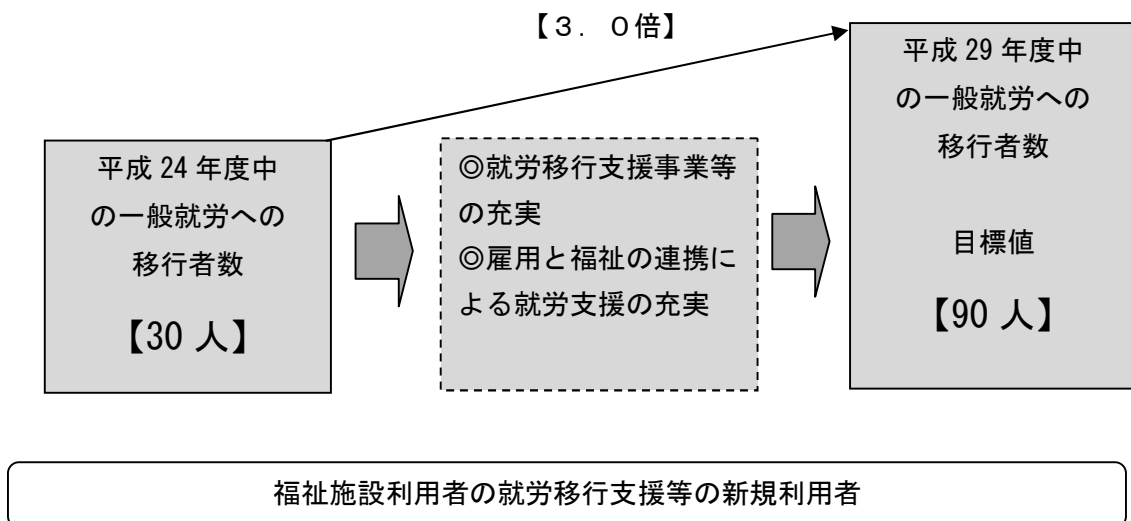 【３．０倍】
平成 24 年度中
の一般就労への
移行者数
【30 人】
◎就労移行支援事業等
の充実
◎雇用と福祉の連携に
よる就労支援の充実
平成 29 年度中
の一般就労への
移行者数
目標値
【90 人】
福祉施設利用者の就労移行支援等の新規利用者